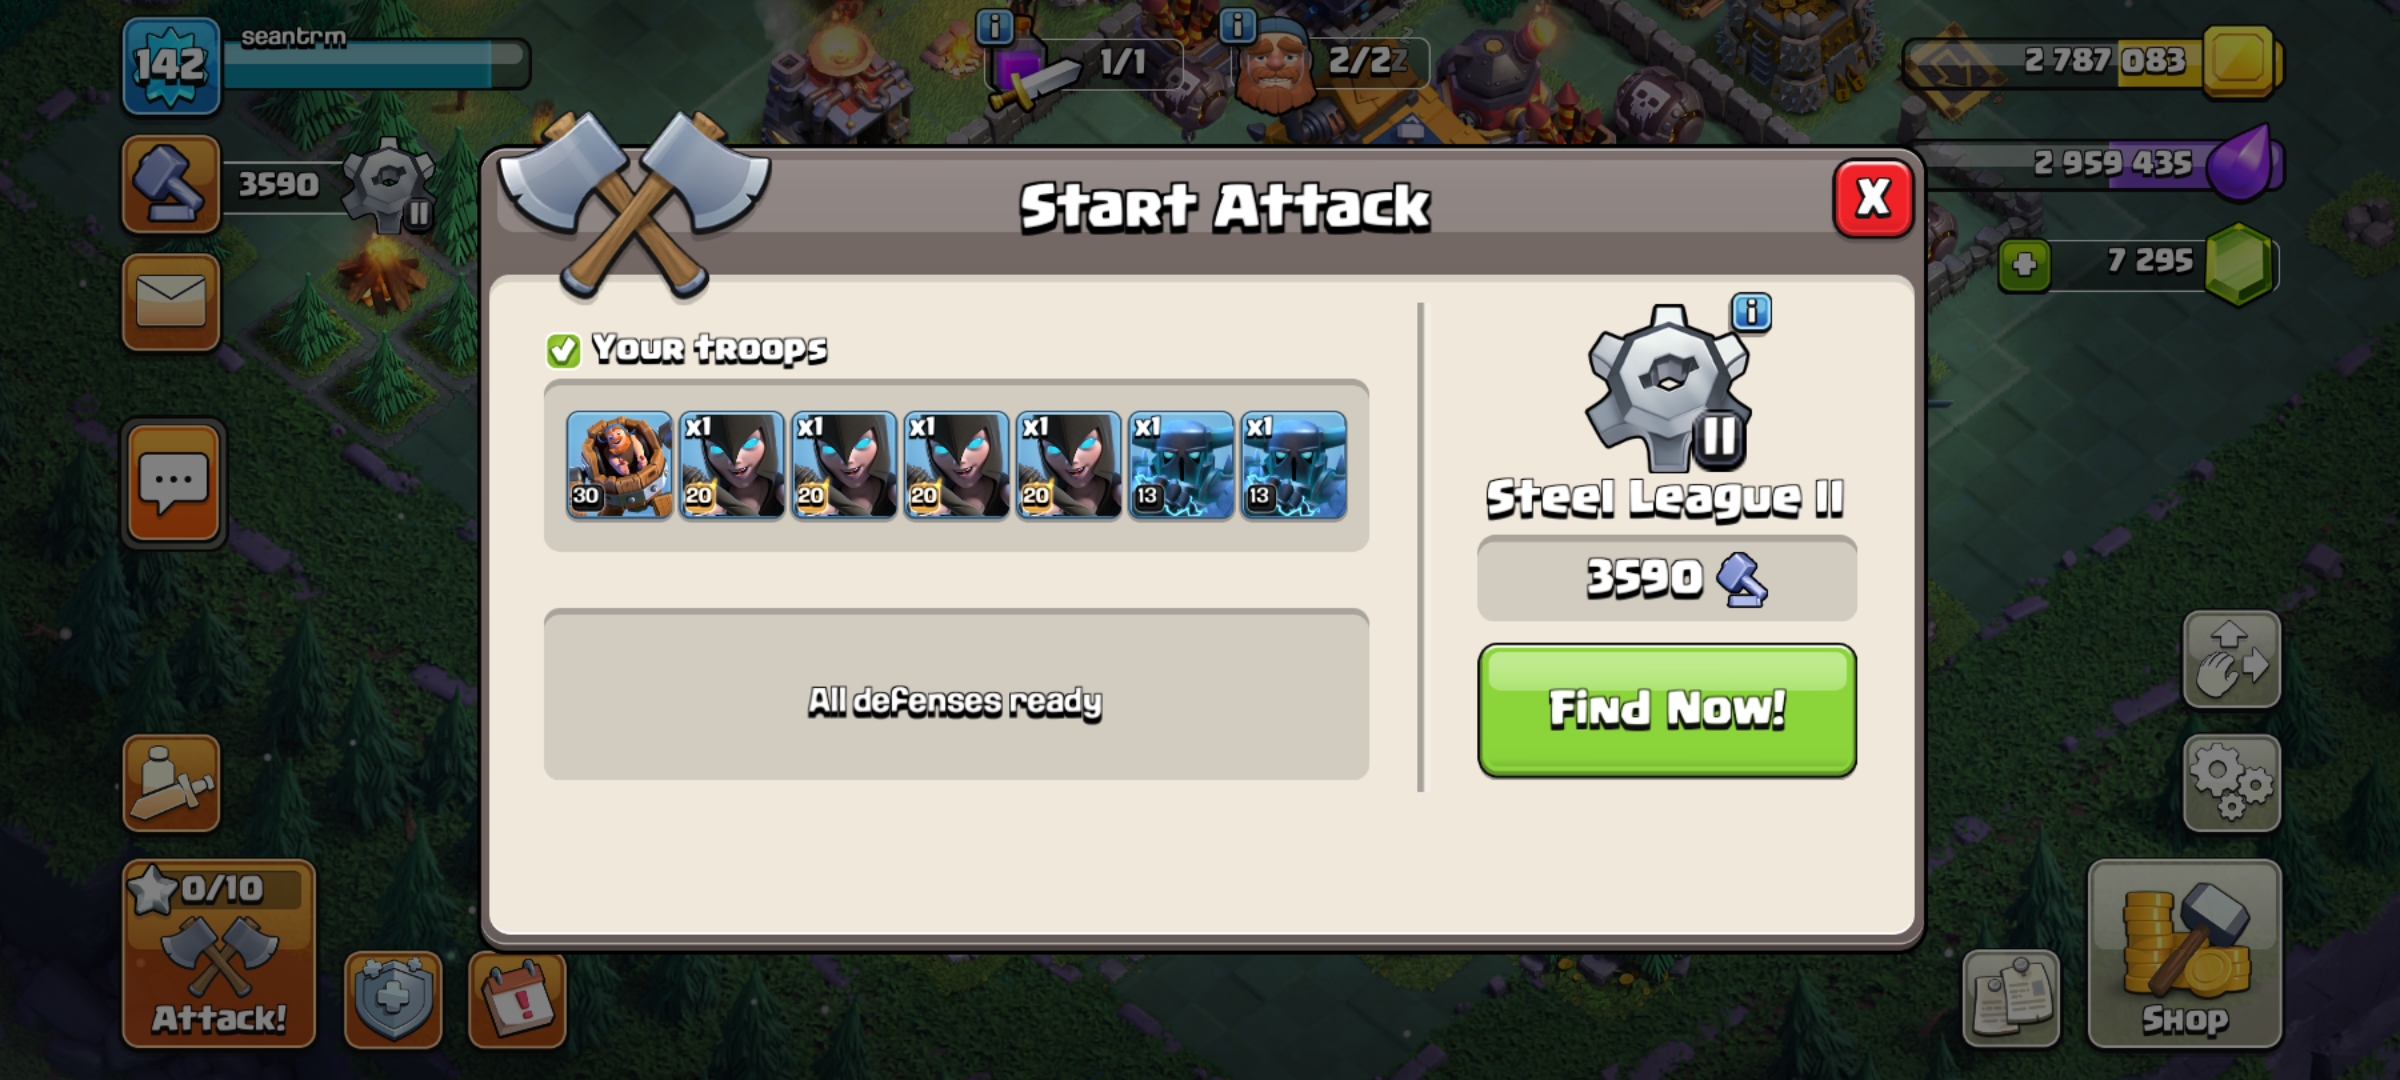 142
seantrm
1/1
2/2
2 787 083
3590
2 959 435
7 295
Start Attack
X
Your troops
x1
x1
x1
x1
x1
x1
30
20
20
20
20
13
13
All defenses ready
II
Steel League II
3590
Find Now!
0/10
Attack!
Shop